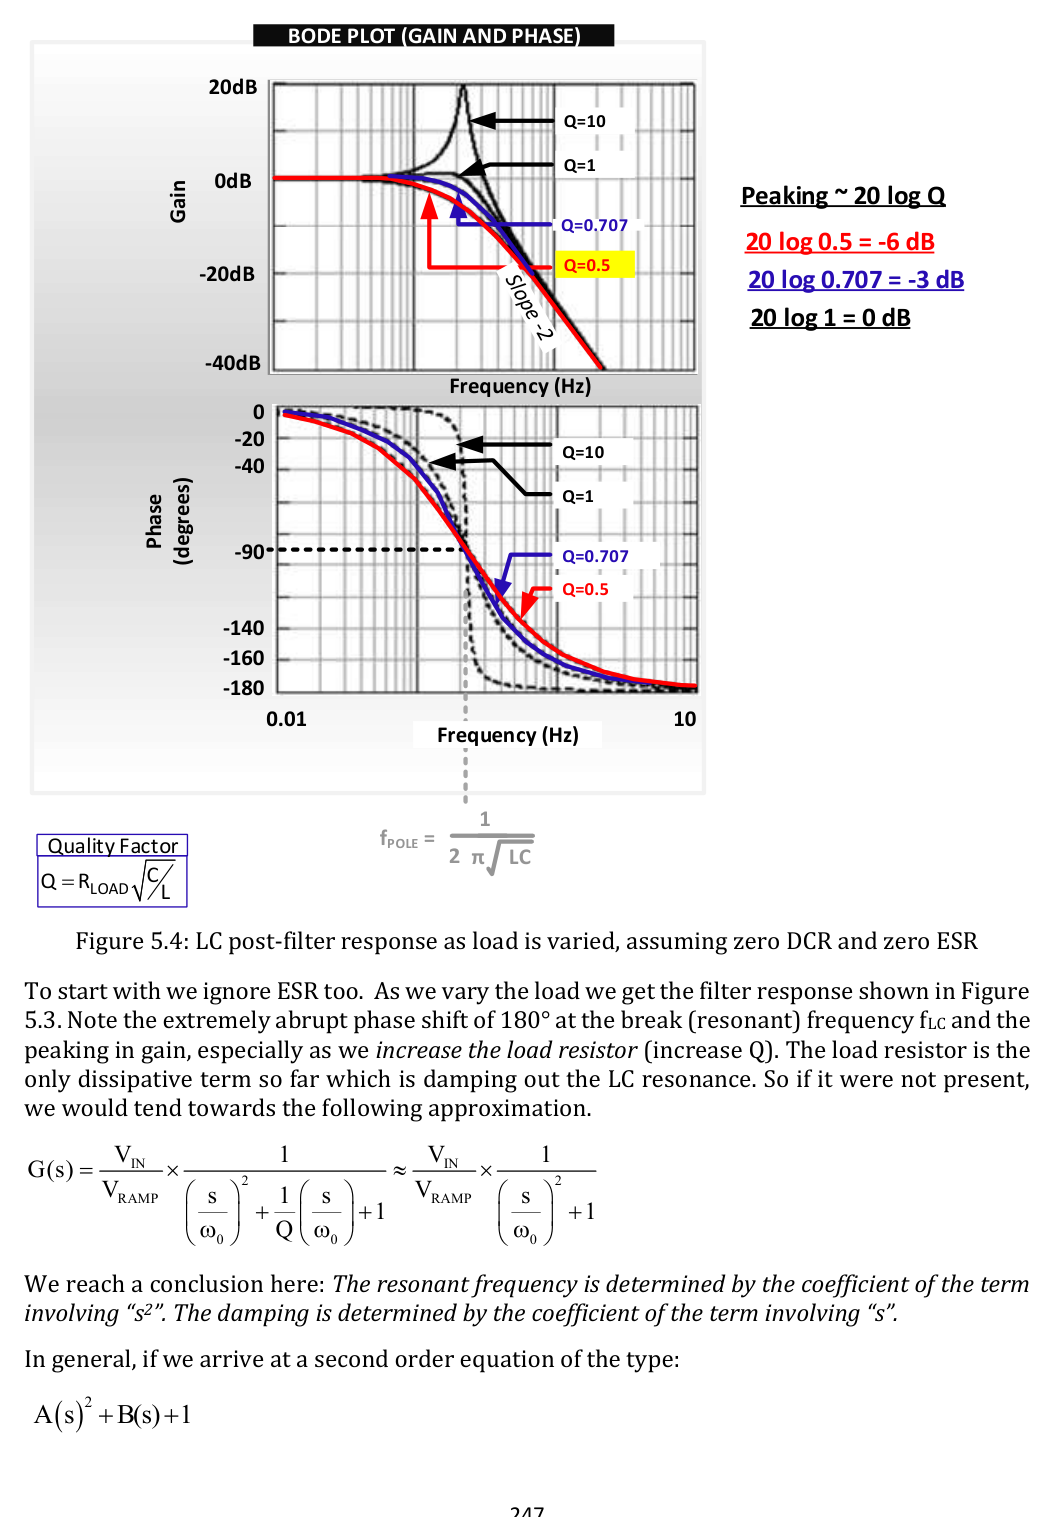 BODE PLOT (GAIN AND PHASE)
20dB
0dB
-20dB
-40dB
Gain
Q=10
Q=1
Q=0.707
Q=0.5
Slope -2
Frequency (Hz)
Peaking ~ 20 log Q
20 log 0.5 = -6 dB
20 log 0.707 = -3 dB
20 log 1 = 0 dB
0
-20
-40
-90
-140
-160
-180
Phase
(degrees)
Q=10
Q=1
Q=0.707
Q=0.5
0.01
10
Frequency (Hz)
fPOLE = 1 / 2 π√LC
Quality Factor
Q = RLOAD √C/L
Figure 5.4: LC post-filter response as load is varied, assuming zero DCR and zero ESR
To start with we ignore ESR too. As we vary the load we get the filter response shown in Figure
5.3. Note the extremely abrupt phase shift of 180° at the break (resonant) frequency fLC and the
peaking in gain, especially as we increase the load resistor (increase Q). The load resistor is the
only dissipative term so far which is damping out the LC resonance. So if it were not present,
we would tend towards the following approximation.
G(s) = VIN/VRAMP × 1/((s/ω0)² + 1/Q (s/ω0) + 1) ≈ VIN/VRAMP × 1/((s/ω0)² + 1)
We reach a conclusion here: The resonant frequency is determined by the coefficient of the term
involving “s²”. The damping is determined by the coefficient of the term involving “s”.
In general, if we arrive at a second order equation of the type:
A(s)² + B(s) + 1
247